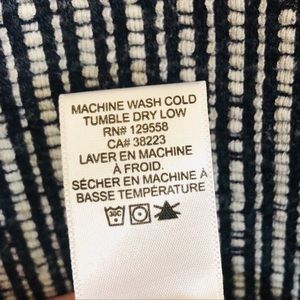 MACHINE WASH COLD
TUMBLE DRY LOW
RN# 129558
CA# 38223
LAVER EN MACHINE
À FROID.
SÉCHER EN MACHINE À
BASSE TEMPÉRATURE
30C